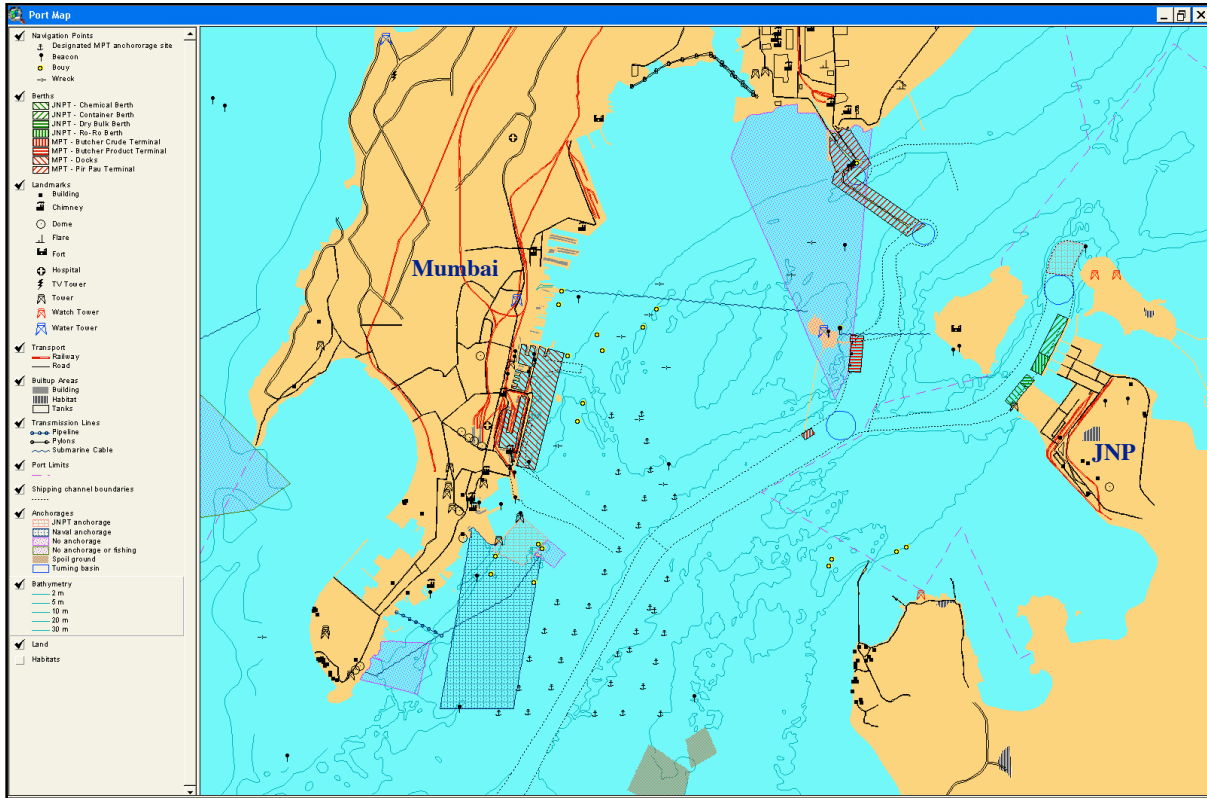 Port Map
Navigation Points
Designated MPT anchororage site
Beacon
Bouy
Wreck
Berths
JNPT - Chemical Berth
JNPT - Container Berth
JNPT - Dry Bulk Berth
JNPT - Ro-Ro Berth
MPT - Butcher Crude Terminal
MPT - Butcher Product Terminal
MPT - Docks
MPT - Pir Pau Terminal
Landmarks
Building
Chimney
Dome
Flare
Fort
Hospital
TV Tower
Tower
Watch Tower
Water Tower
Transport
Railway
Road
Builtup Areas
Building
Habitat
Tanks
Transmission Lines
Pipeline
Pylons
Submarine Cable
Port Limits
Shipping channel boundaries
Anchorages
JNPT anchorage
Naval anchorage
No anchorage
No anchorage or fishing
Spoil ground
Turning basin
Bathymetry
2 m
5 m
10 m
20 m
30 m
Land
Habitats
Mumbai
JNP